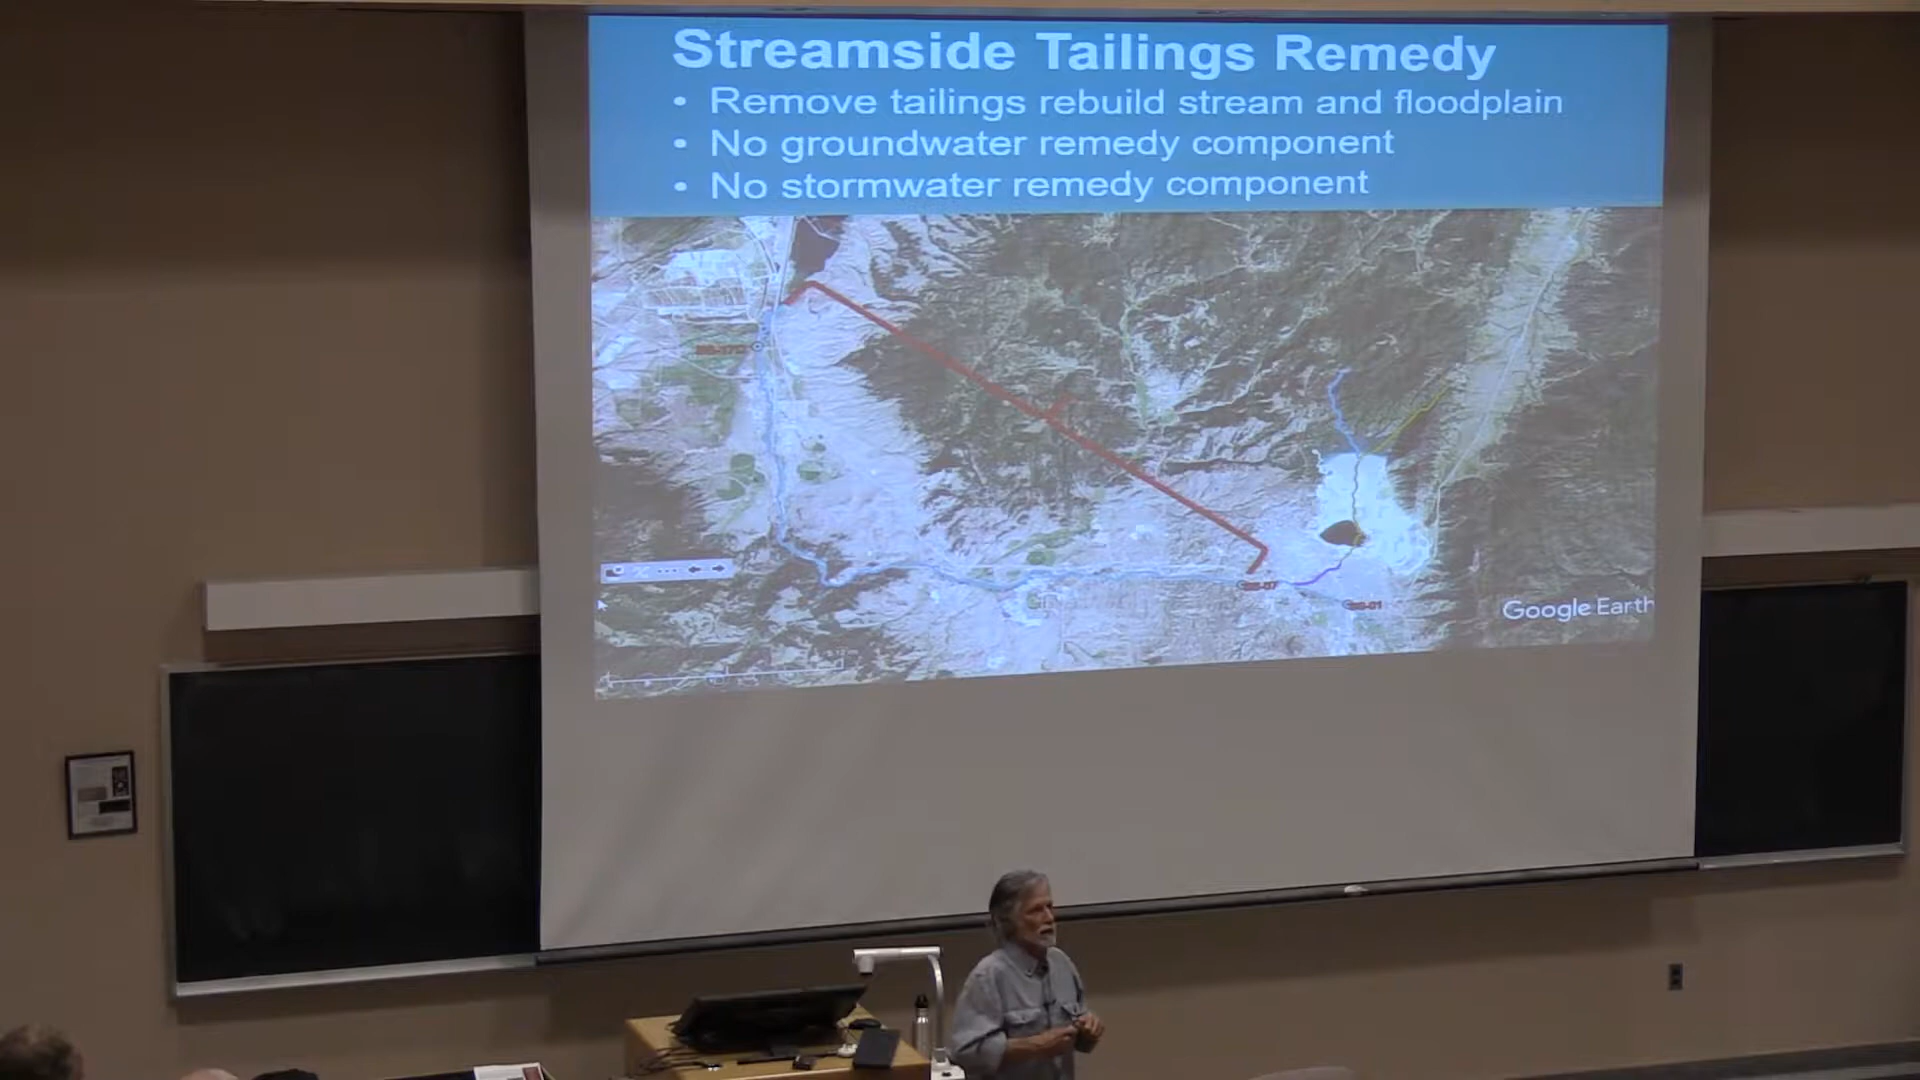 Streamside Tailings Remedy
• Remove tailings rebuild stream and floodplain
• No groundwater remedy component
• No stormwater remedy component
Google Earth